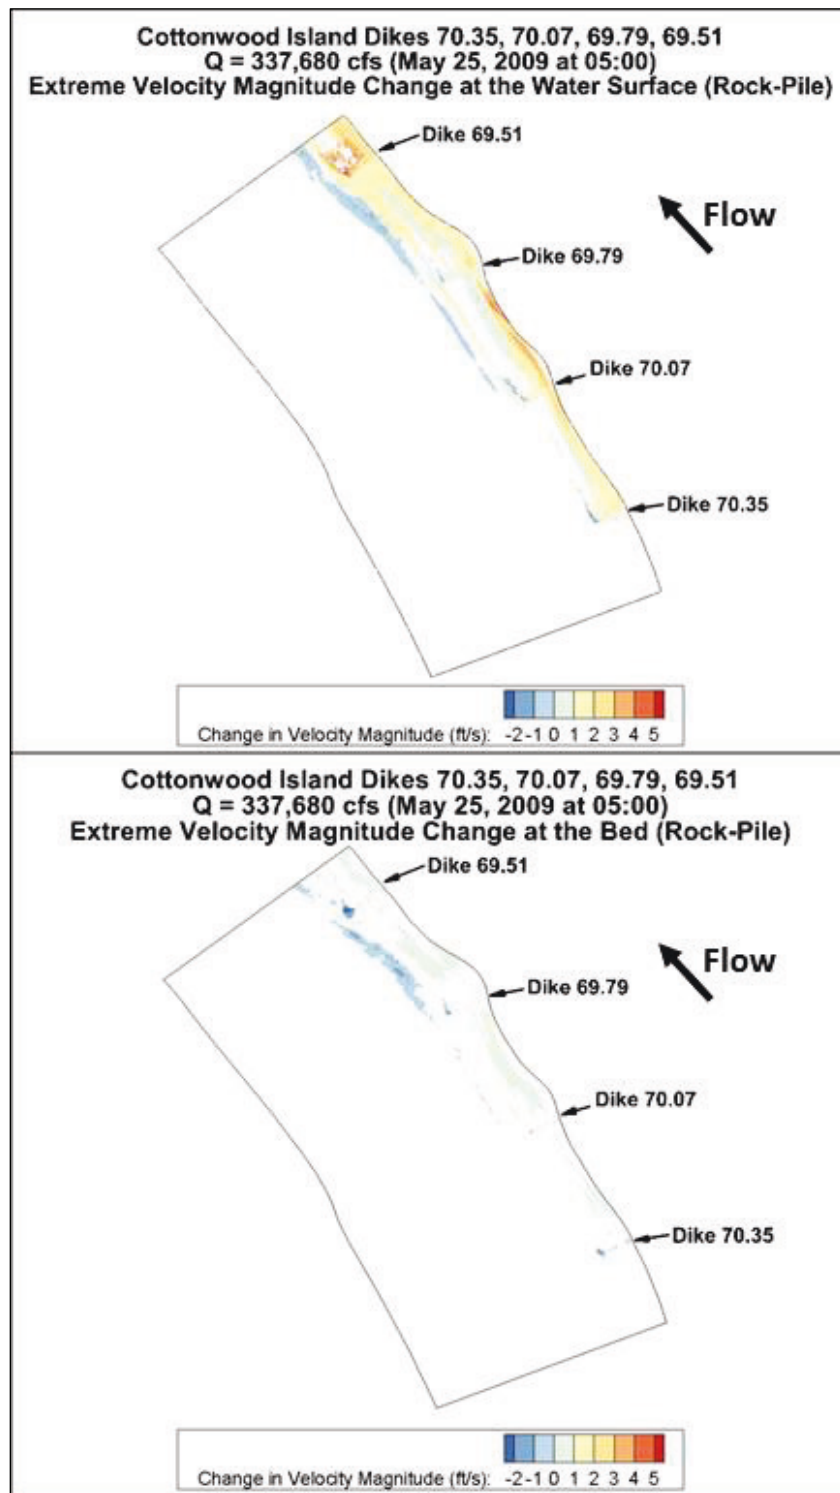 Cottonwood Island Dikes 70.35, 70.07, 69.79, 69.51
Q = 337,680 cfs (May 25, 2009 at 05:00)
Extreme Velocity Magnitude Change at the Water Surface (Rock-Pile)
Dike 69.51
Flow
Dike 69.79
Dike 70.07
Dike 70.35
Change in Velocity Magnitude (ft/s): -2 -1 0 1 2 3 4 5
Cottonwood Island Dikes 70.35, 70.07, 69.79, 69.51
Q = 337,680 cfs (May 25, 2009 at 05:00)
Extreme Velocity Magnitude Change at the Bed (Rock-Pile)
Dike 69.51
Flow
Dike 69.79
Dike 70.07
Dike 70.35
Change in Velocity Magnitude (ft/s): -2 -1 0 1 2 3 4 5